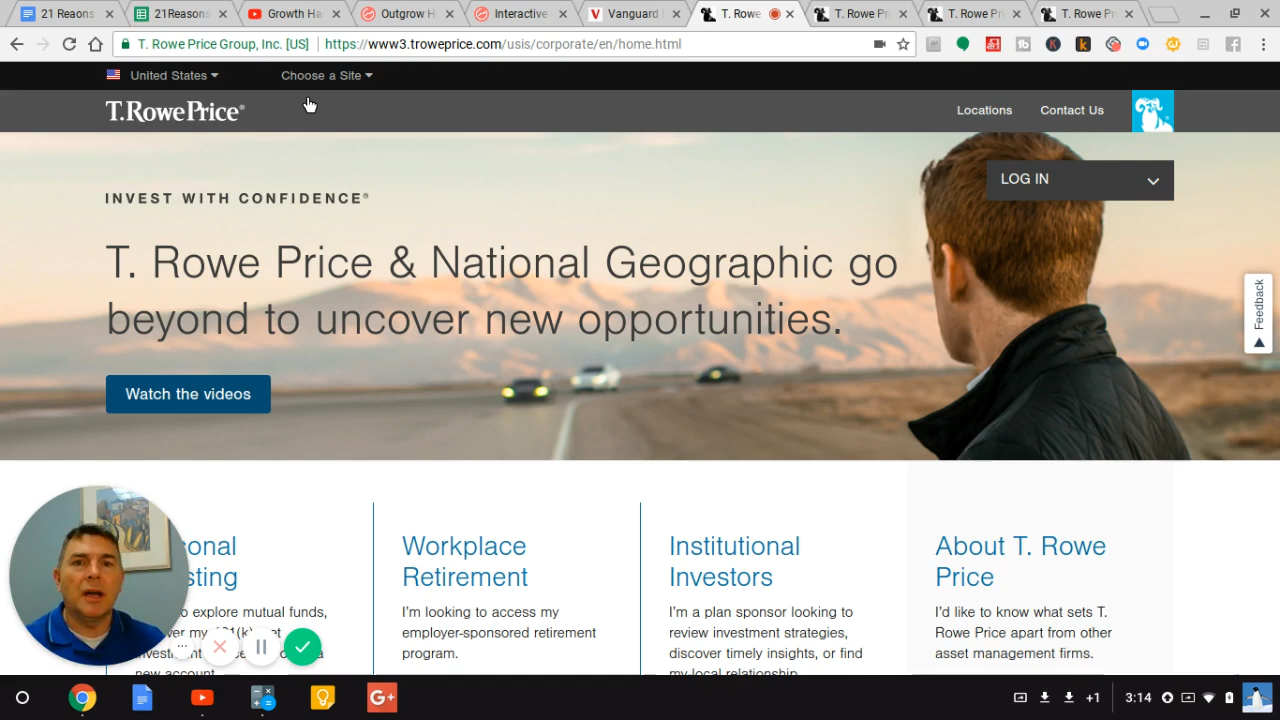 21 Reaons
21Reasons
Growth Ha
Outgrow H
Interactive
Vanguard
T. Rowe
T. Rowe Pr
T. Rowe Pr
T. Rowe Pr
T. Rowe Price Group, Inc. [US]
https://www3.troweprice.com/usis/corporate/en/home.html
United States
Choose a Site
T.RowePrice®
Locations
Contact Us
LOG IN
INVEST WITH CONFIDENCE®
T. Rowe Price & National Geographic go
beyond to uncover new opportunities.
Watch the videos
Feedback
sonal
sting
o explore mutual funds,
ver my 401(k)
investm
new account.
Workplace
Retirement
I'm looking to access my
employer-sponsored retirement
program.
Institutional
Investors
I'm a plan sponsor looking to
review investment strategies,
discover timely insights, or find
my local relationship
About T. Rowe
Price
I'd like to know what sets T.
Rowe Price apart from other
asset management firms.
G+
+1
3:14